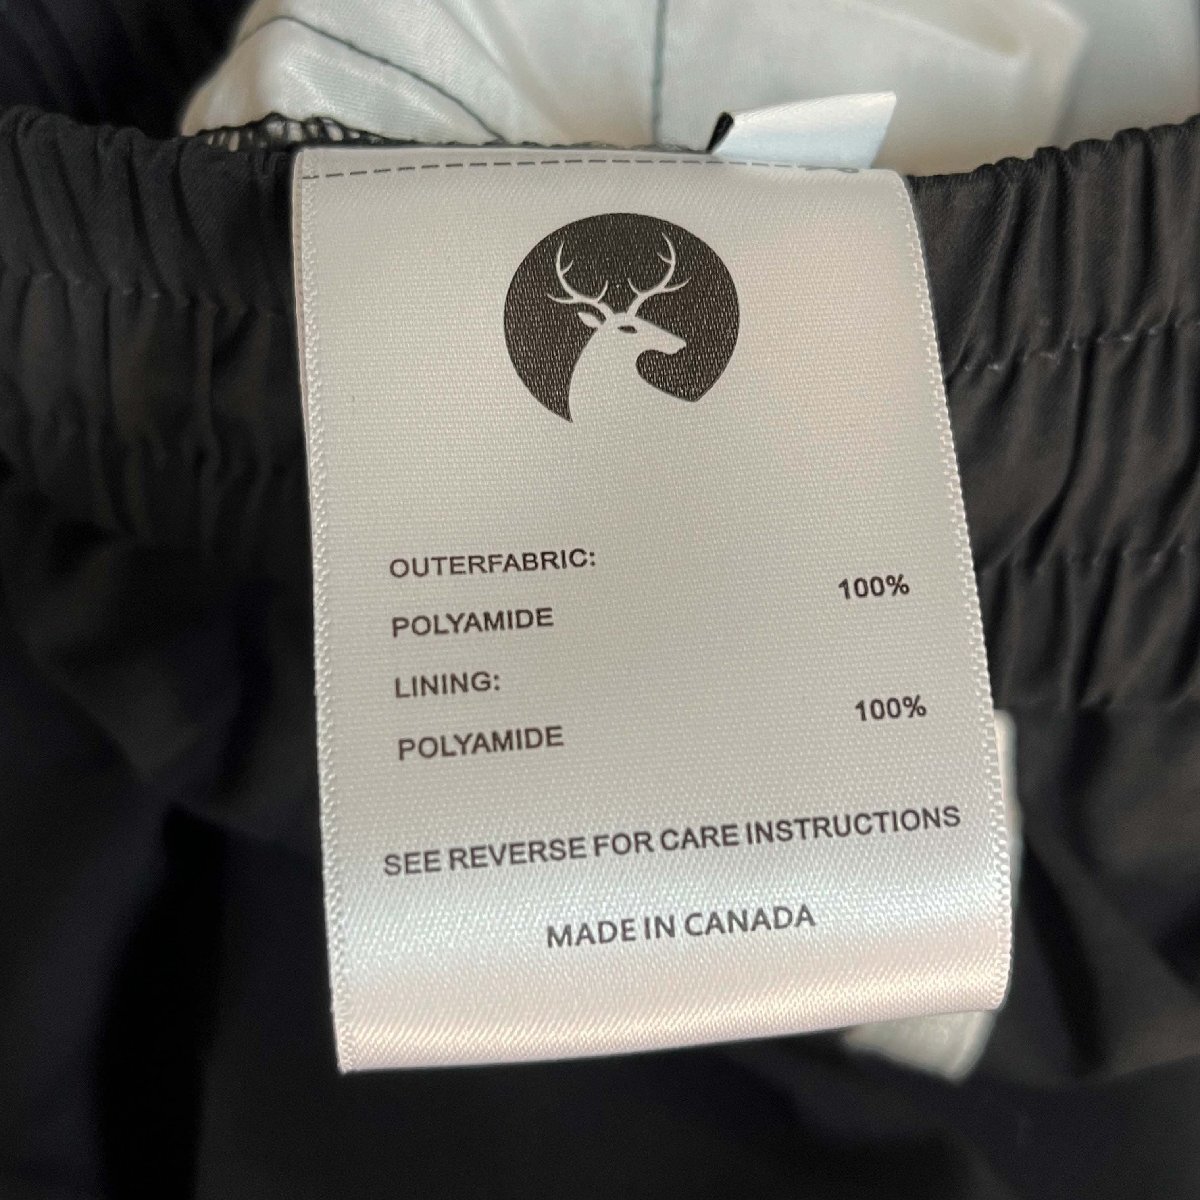 OUTERFABRIC:
POLYAMIDE 100%
LINING:
POLYAMIDE 100%
SEE REVERSE FOR CARE INSTRUCTIONS
MADE IN CANADA